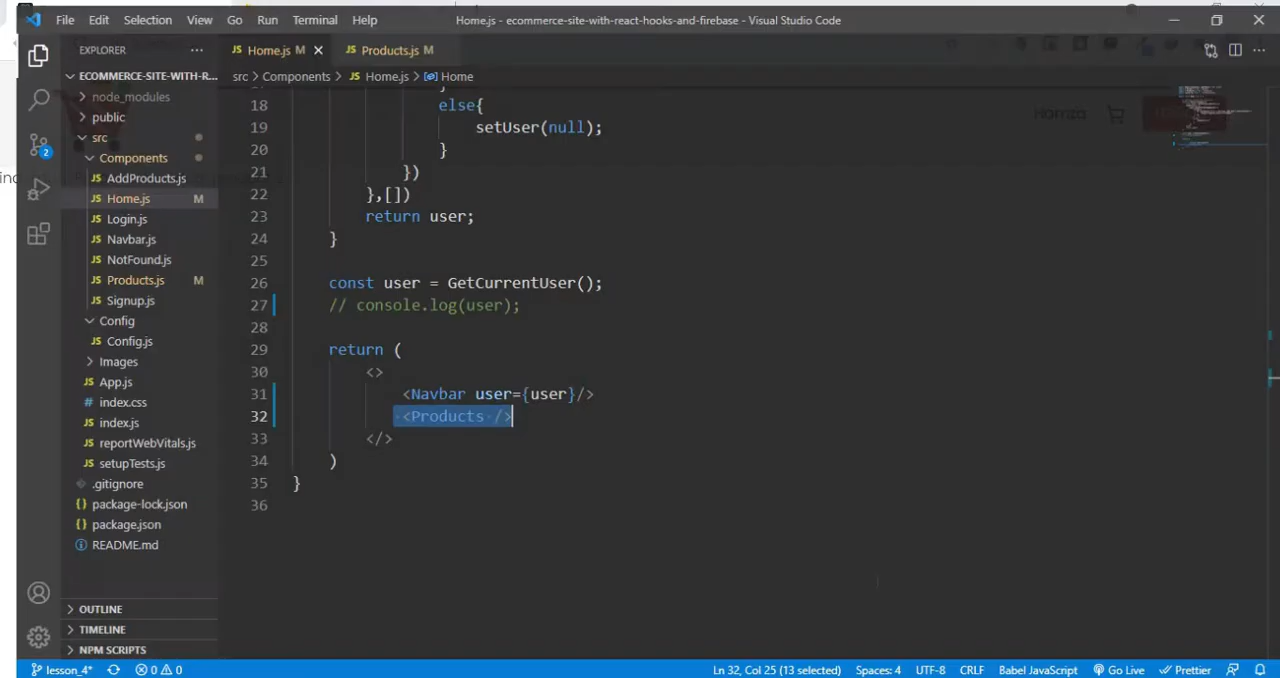 File Edit Selection View Go Run Terminal Help Home.js - ecommerce-site-with-react-hooks-and-firebase - Visual Studio Code
EXPLORER
JS Home.js M
JS Products.js M
ECOMMERCE-SITE-WITH-R...
src > Components > JS Home.js > Home
node_modules
public
src
Components
JS AddProducts.js
JS Home.js M
JS Login.js
JS Navbar.js
JS NotFound.js
JS Products.js M
JS Signup.js
Config
JS Config.js
Images
JS App.js
# index.css
JS index.js
JS reportWebVitals.js
JS setupTests.js
.gitignore
{} package-lock.json
{} package.json
README.md
OUTLINE
TIMELINE
NPM SCRIPTS
18 else{
19 setUser(null);
20 }
21 })
22 },[])
23 return user;
24 }
25
26 const user = GetCurrentUser();
27 // console.log(user);
28
29 return (
30 <>
31 <Navbar user={user}/>
32 <Products />
33 </>
34 )
35 }
36
Hamza
2
lesson_4* 0 0 Ln 32, Col 25 (13 selected) Spaces: 4 UTF-8 CRLF Babel JavaScript Go Live Prettier